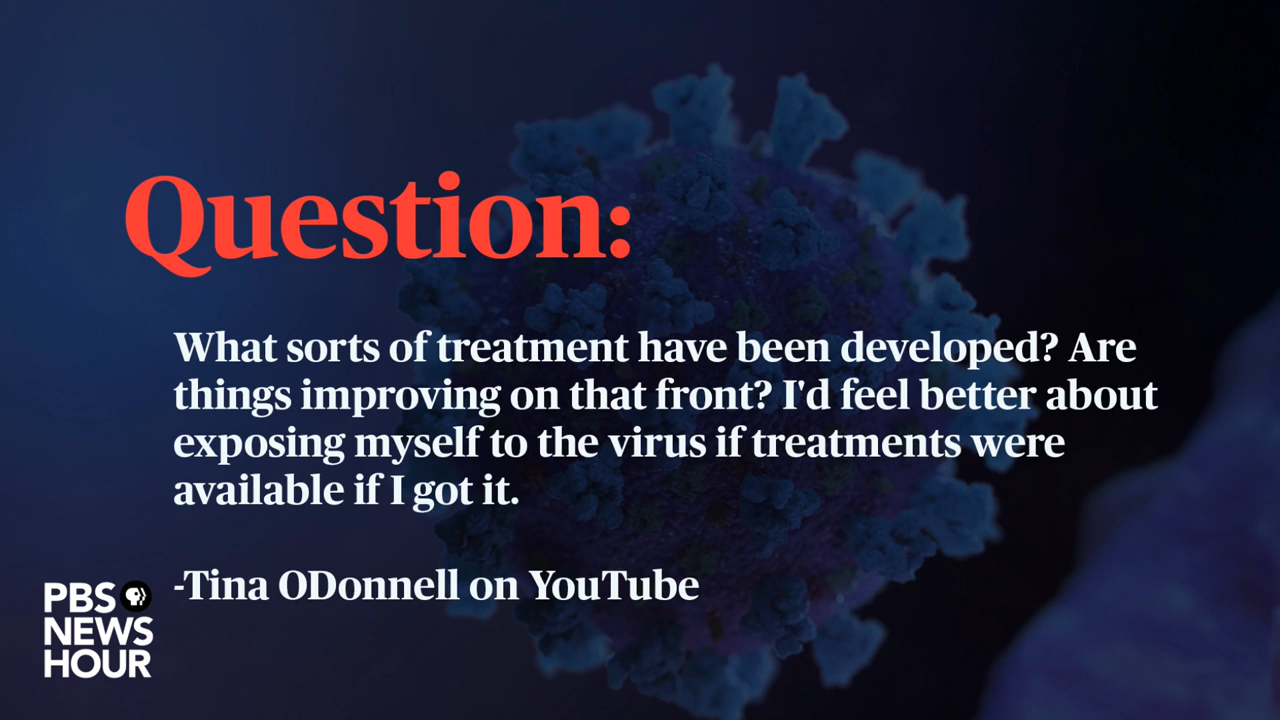 Question:
What sorts of treatment have been developed? Are
things improving on that front? I'd feel better about
exposing myself to the virus if treatments were
available if I got it.
-Tina ODonnell on YouTube
PBS
NEWS
HOUR